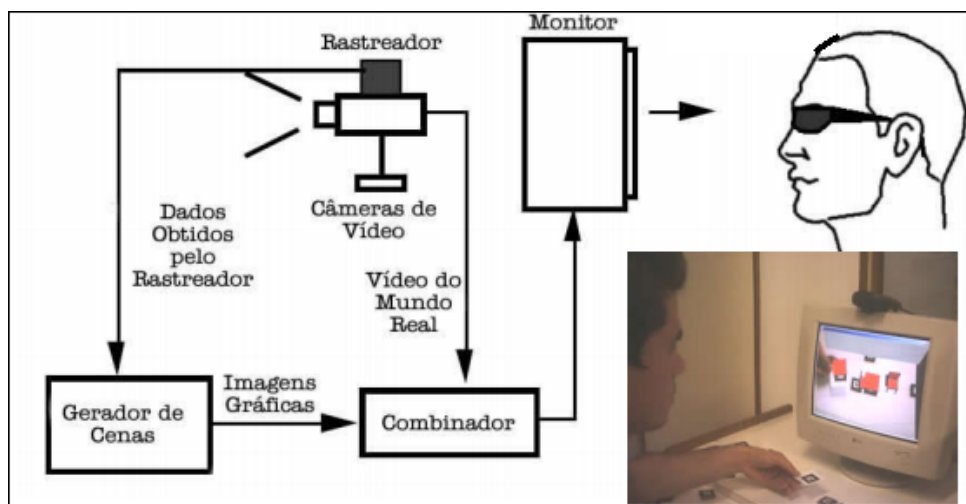 Monitor
Rastreador
Câmeras de
Vídeo
Dados
Obtidos
pelo
Rastreador
Vídeo do
Mundo
Real
Imagens
Gráficas
Gerador de
Cenas
Combinador